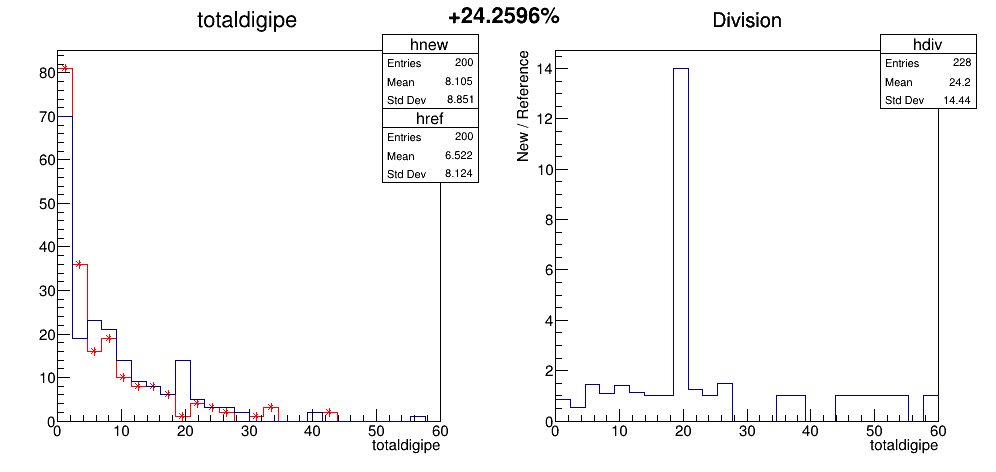 totaldigipe
+24.2596%
Division
hnew
Entries 200
Mean 8.105
Std Dev 8.851
href
Entries 200
Mean 6.522
Std Dev 8.124
80
70
60
50
40
30
20
10
0
0 10 20 30 40 50 60
totaldigipe
hdiv
Entries 228
Mean 24.2
Std Dev 14.44
New / Reference
14
12
10
8
6
4
2
0
0 10 20 30 40 50 60
totaldigipe